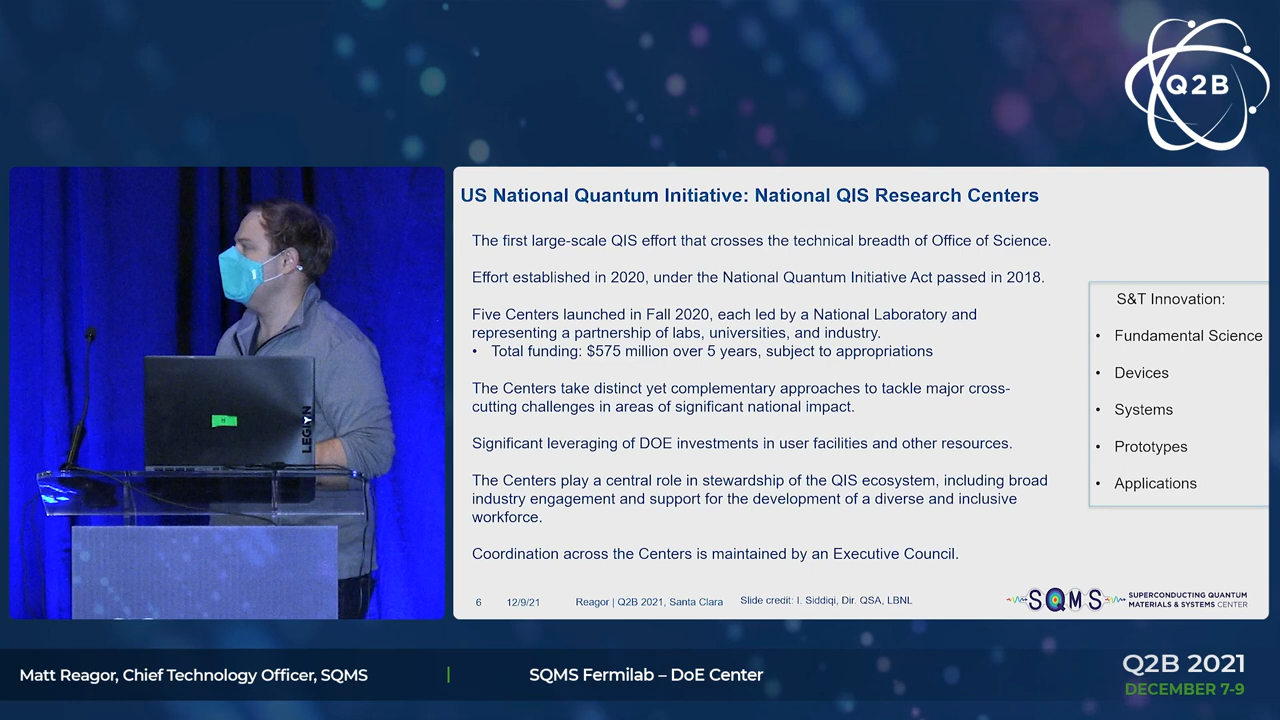 Q2B
US National Quantum Initiative: National QIS Research Centers
The first large-scale QIS effort that crosses the technical breadth of Office of Science.
Effort established in 2020, under the National Quantum Initiative Act passed in 2018.
Five Centers launched in Fall 2020, each led by a National Laboratory and
representing a partnership of labs, universities, and industry.
• Total funding: $575 million over 5 years, subject to appropriations
The Centers take distinct yet complementary approaches to tackle major cross-
cutting challenges in areas of significant national impact.
Significant leveraging of DOE investments in user facilities and other resources.
The Centers play a central role in stewardship of the QIS ecosystem, including broad
industry engagement and support for the development of a diverse and inclusive
workforce.
Coordination across the Centers is maintained by an Executive Council.
S&T Innovation:
• Fundamental Science
• Devices
• Systems
• Prototypes
• Applications
6 12/9/21 Reagor | Q2B 2021, Santa Clara Slide credit: I. Siddiqi, Dir. QSA, LBNL
SQMS SUPERCONDUCTING QUANTUM
MATERIALS & SYSTEMS CENTER
LEGION
Matt Reagor, Chief Technology Officer, SQMS | SQMS Fermilab – DoE Center
Q2B 2021
DECEMBER 7-9